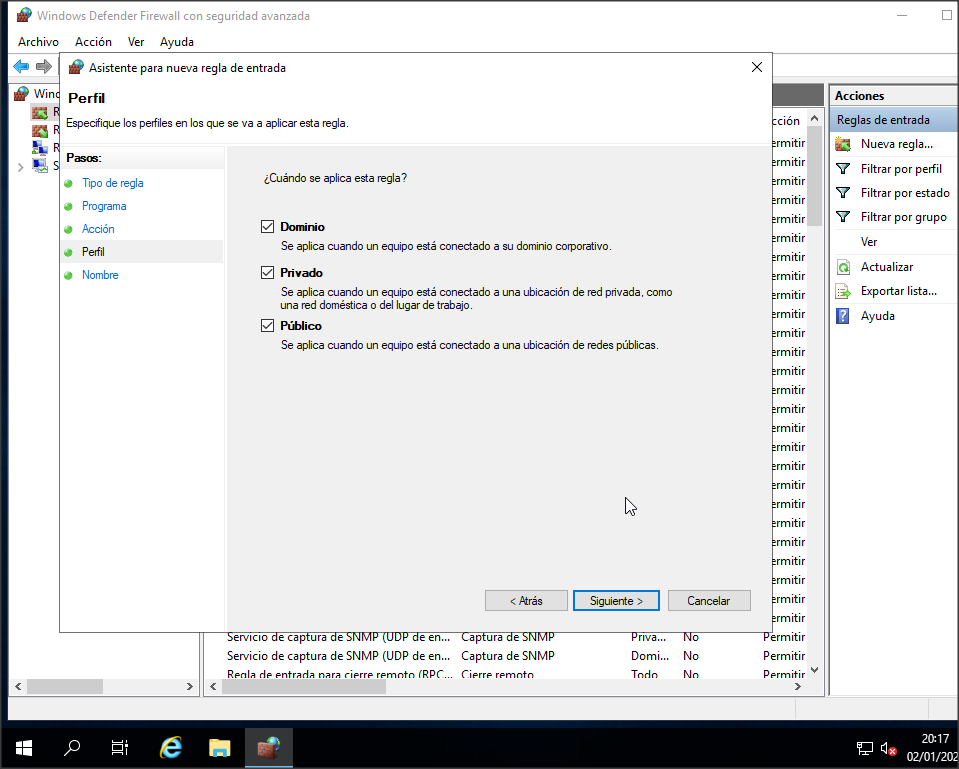 Windows Defender Firewall con seguridad avanzada
Archivo Acción Ver Ayuda
Asistente para nueva regla de entrada
Perfil
Especifique los perfiles en los que se va a aplicar esta regla.
Pasos:
Tipo de regla
Programa
Acción
Perfil
Nombre
¿Cuándo se aplica esta regla?
Dominio
Se aplica cuando un equipo está conectado a su dominio corporativo.
Privado
Se aplica cuando un equipo está conectado a una ubicación de red privada, como
una red doméstica o del lugar de trabajo.
Público
Se aplica cuando un equipo está conectado a una ubicación de redes públicas.
< Atrás Siguiente > Cancelar
Servicio de captura de SNMP (UDP de en... Captura de SNMP Priva... No Permitir
Servicio de captura de SNMP (UDP de en... Captura de SNMP Domi... No Permitir
Regla de entrada para cierre remoto (RPC... Cierre remoto Todo No Permitir
Acciones
Reglas de entrada
Nueva regla...
Filtrar por perfil
Filtrar por estado
Filtrar por grupo
Ver
Actualizar
Exportar lista...
Ayuda
20:17
02/01/202